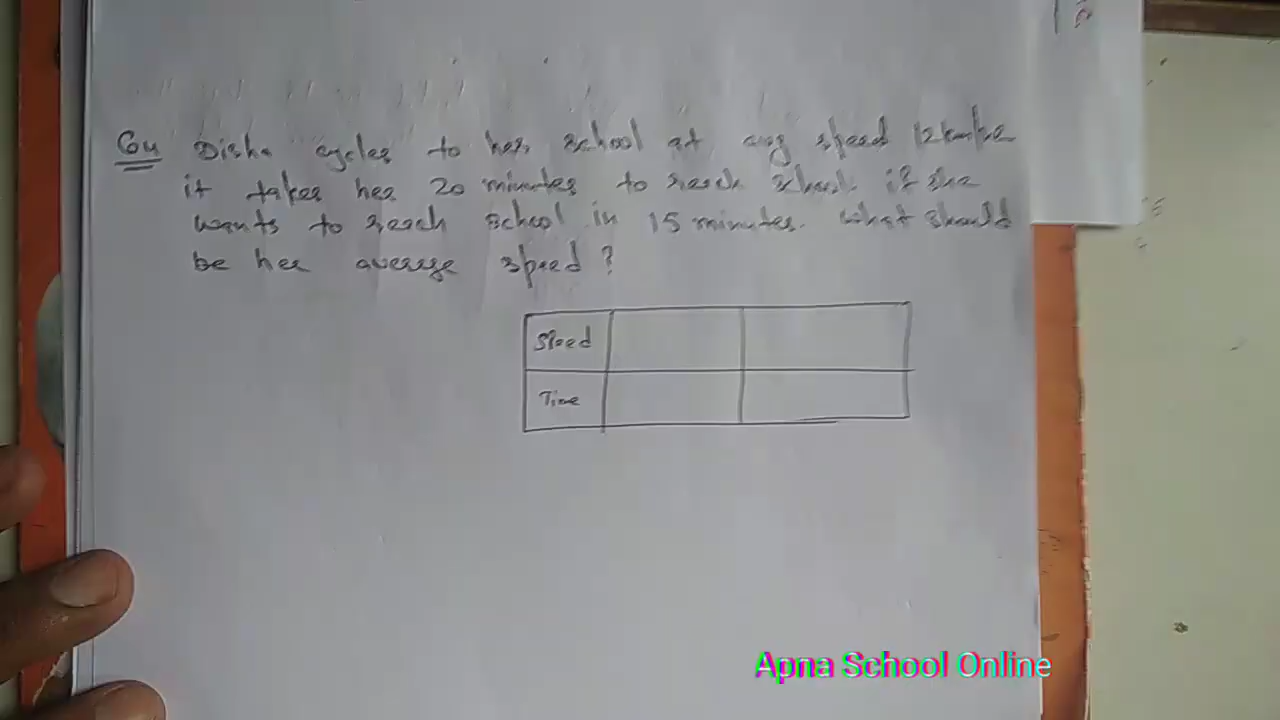 Q4 Disha cycles to her school at avg speed 12km/hr
it takes her 20 minutes to reach school. if she
wants to reach school in 15 minutes. what should
be her average speed ?
Speed
Time
Apna School Online